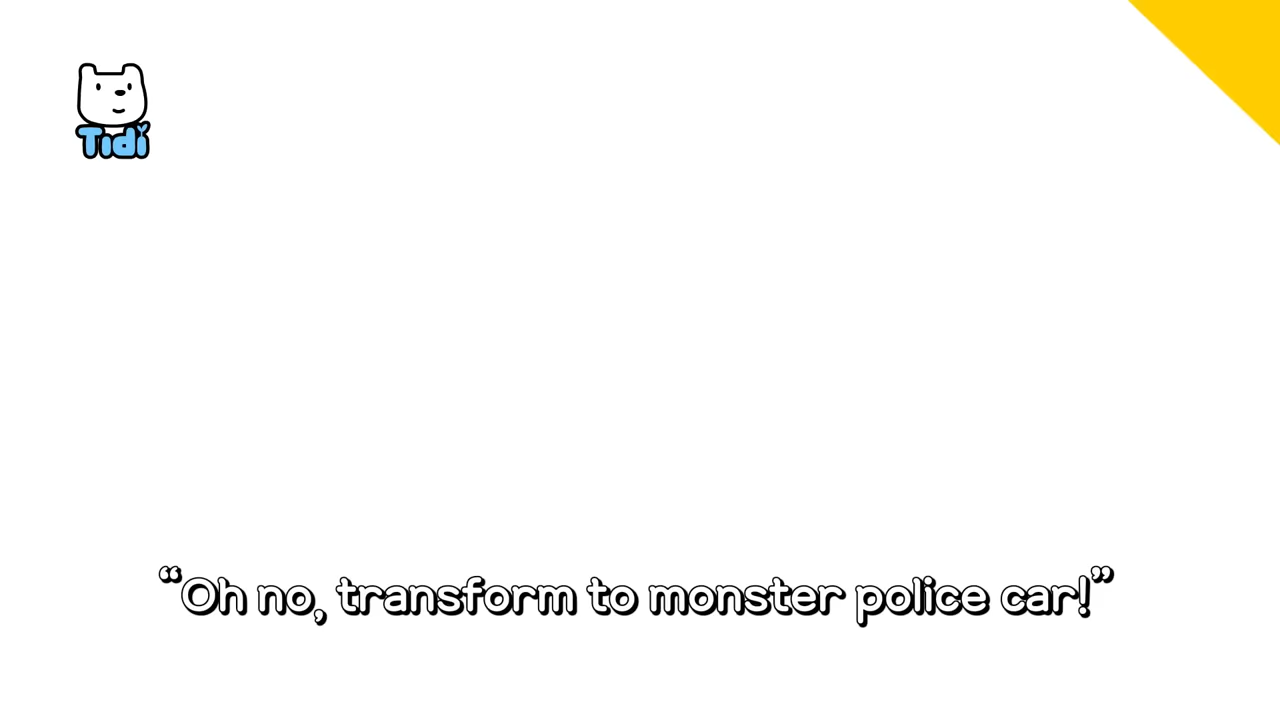 Tidi
“Oh no, transform to monster police car!”